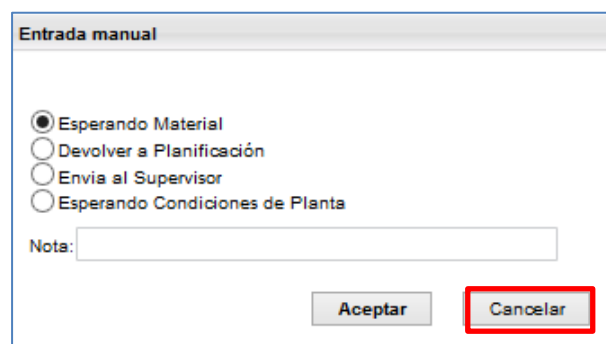 Entrada manual
Esperando Material
Devolver a Planificación
Envia al Supervisor
Esperando Condiciones de Planta
Nota:
Aceptar Cancelar